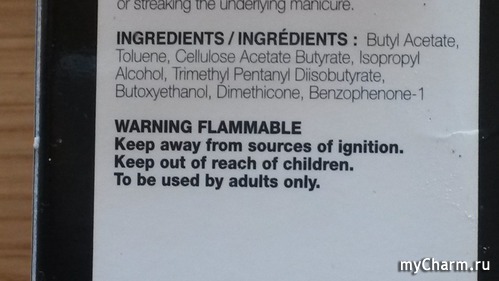 or streaking the underlying manicure.
INGREDIENTS / INGRÉDIENTS : Butyl Acetate,
Toluene, Cellulose Acetate Butyrate, Isopropyl
Alcohol, Trimethyl Pentanyl Diisobutyrate,
Butoxyethanol, Dimethicone, Benzophenone-1
WARNING FLAMMABLE
Keep away from sources of ignition.
Keep out of reach of children.
To be used by adults only.
myCharm.ru